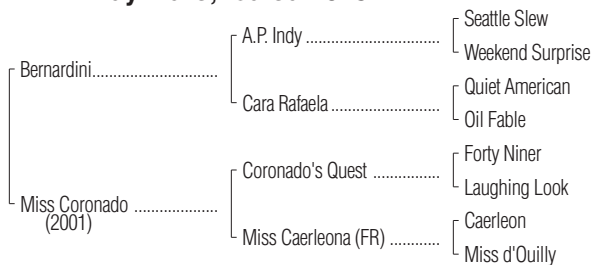 Seattle Slew
A.P. Indy
Weekend Surprise
Bernardini
Quiet American
Cara Rafaela
Oil Fable
Forty Niner
Coronado's Quest
Laughing Look
Miss Coronado
(2001)
Caerleon
Miss Caerleona (FR)
Miss d'Ouilly